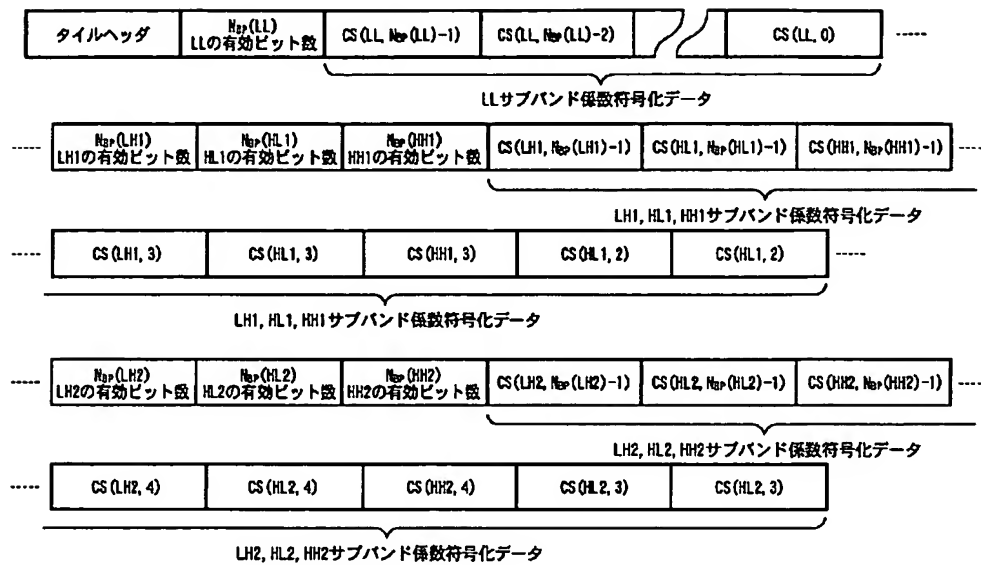 タイルヘッダ
NBP(LL)
LLの有効ビット数
CS(LL, NBP(LL)-1)
CS(LL, NBP(LL)-2)
CS(LL, 0)
LLサブバンド係数符号化データ
NBP(LH1)
LH1の有効ビット数
NBP(HL1)
HL1の有効ビット数
NBP(HH1)
HH1の有効ビット数
CS(LH1, NBP(LH1)-1)
CS(HL1, NBP(HL1)-1)
CS(HH1, NBP(HH1)-1)
LH1, HL1, HH1サブバンド係数符号化データ
CS(LH1, 3)
CS(HL1, 3)
CS(HH1, 3)
CS(HL1, 2)
CS(HL1, 2)
LH1, HL1, HH1サブバンド係数符号化データ
NBP(LH2)
LH2の有効ビット数
NBP(HL2)
HL2の有効ビット数
NBP(HH2)
HH2の有効ビット数
CS(LH2, NBP(LH2)-1)
CS(HL2, NBP(HL2)-1)
CS(HH2, NBP(HH2)-1)
LH2, HL2, HH2サブバンド係数符号化データ
CS(LH2, 4)
CS(HL2, 4)
CS(HH2, 4)
CS(HL2, 3)
CS(HL2, 3)
LH2, HL2, HH2サブバンド係数符号化データ